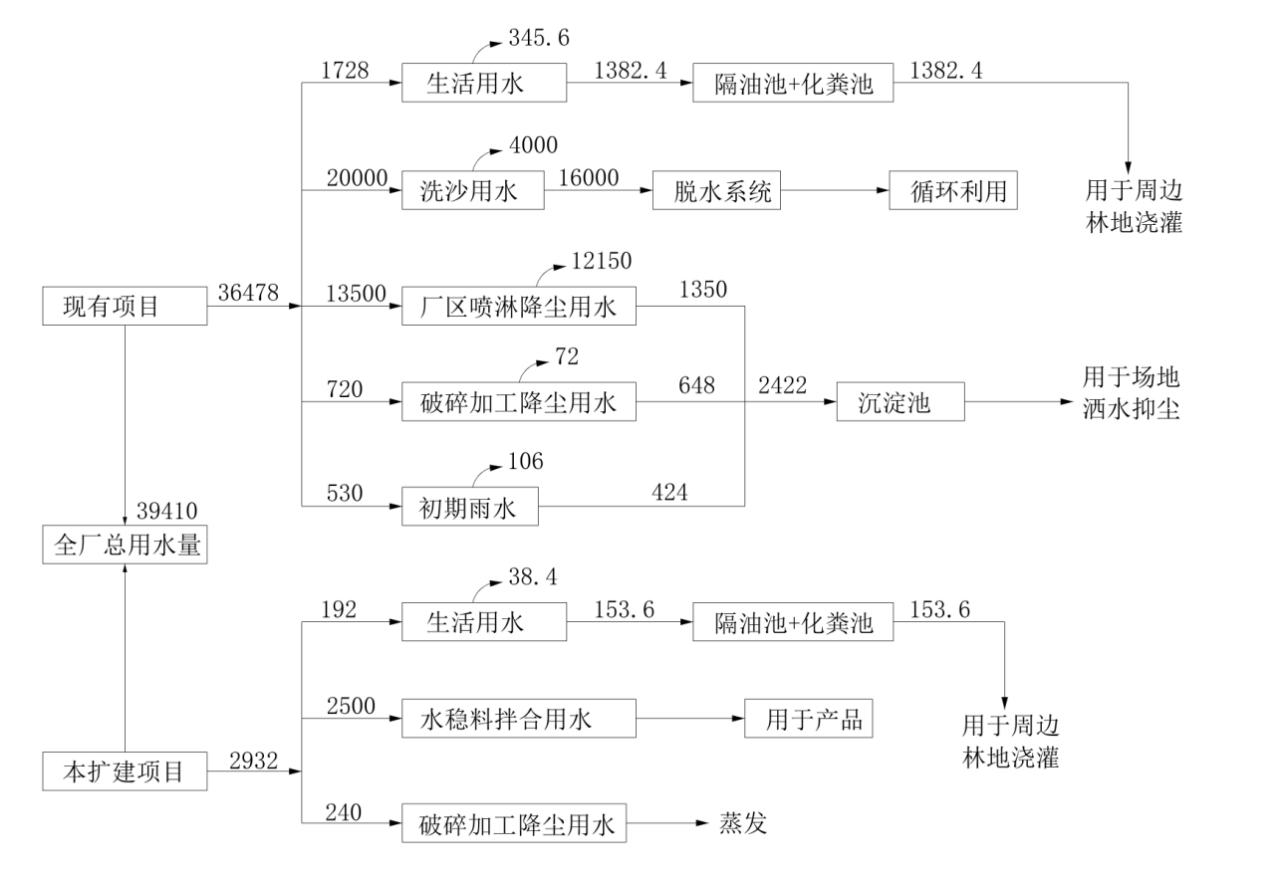 345.6
1728
生活用水
1382.4
隔油池+化粪池
1382.4
4000
20000
洗沙用水
16000
脱水系统
循环利用
用于周边
林地浇灌
12150
现有项目
36478
13500
厂区喷淋降尘用水
1350
72
720
破碎加工降尘用水
648
2422
沉淀池
用于场地
洒水抑尘
106
530
初期雨水
424
39410
全厂总用水量
38.4
192
生活用水
153.6
隔油池+化粪池
153.6
2500
水稳料拌合用水
用于产品
用于周边
林地浇灌
本扩建项目
2932
240
破碎加工降尘用水
蒸发